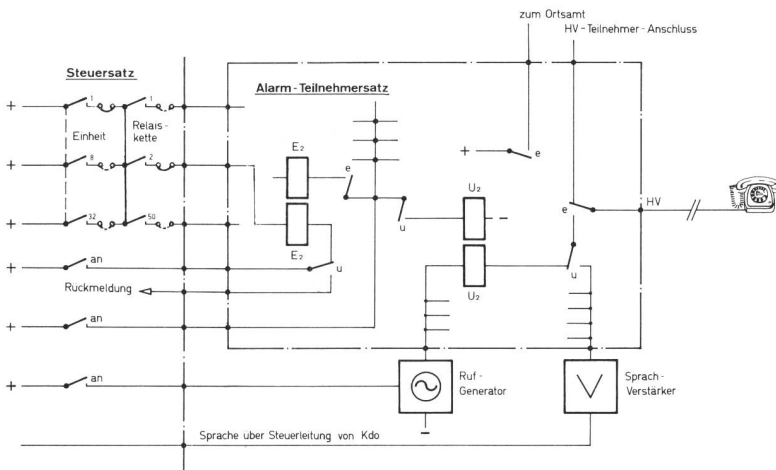 zum Ortsamt
HV-Teilnehmer-Anschluss
Steuersatz
Alarm-Teilnehmersatz
+ 1 1
Einheit
Relais-
kette
E₂
e
+ e
+ 8 2
U₂
e
HV
u
+ 32 50
E₂
u
u
U₂
+ an
Rückmeldung
+ an
+ an
Ruf-
Generator
Sprach-
Verstärker
Sprache über Steuerleitung von Kdo